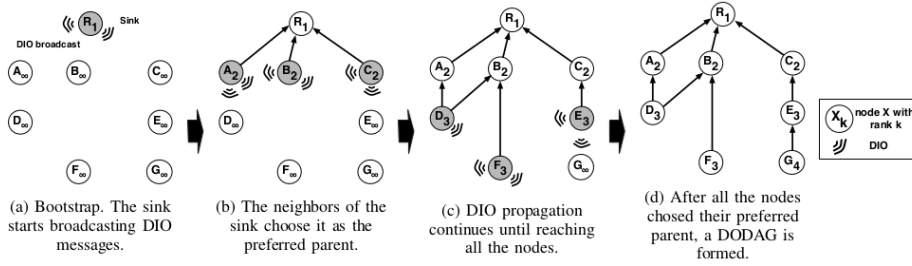 R1
Sink
DIO broadcast
A∞ B∞ C∞
D∞ E∞
F∞ G∞
(a) Bootstrap. The sink
starts broadcasting DIO
messages.
R1
A2 B2 C2
D∞ E∞
F∞ G∞
(b) The neighbors of the
sink choose it as the
preferred parent.
R1
A2 B2 C2
D3 E3
F3 G∞
(c) DIO propagation
continues until reaching
all the nodes.
R1
A2 B2 C2
D3 E3
F3 G4
(d) After all the nodes
chosed their preferred
parent, a DODAG is
formed.
Xk node X with
rank k
DIO